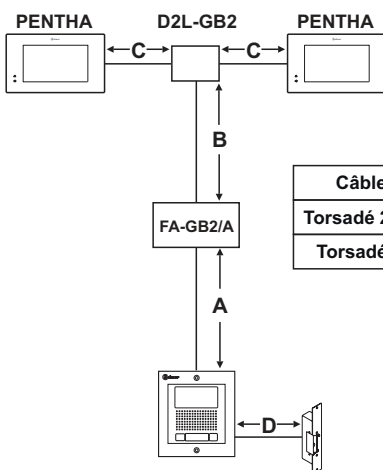 PENTHA D2L-GB2 PENTHA
C C
B
FA-GB2/A
A
D
Câble
Torsadé 2
Torsadé